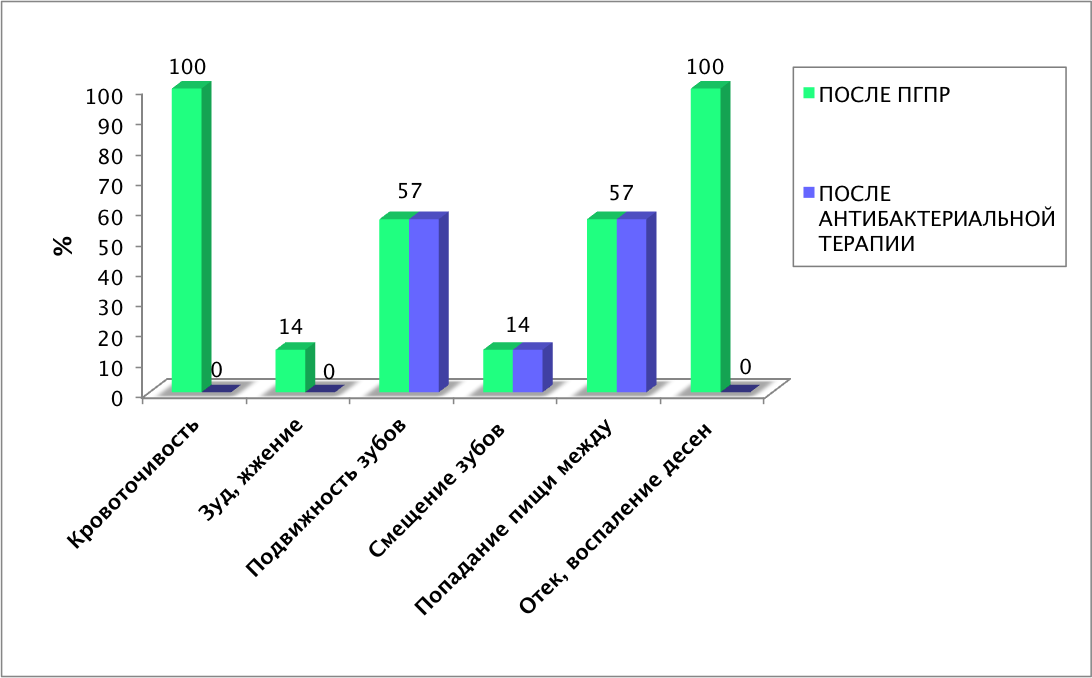 100
100
57
57
14
14
0
0
0
100
90
80
70
60
50
40
30
20
10
0
%
Кровоточивость
Зуд, жжение
Подвижность зубов
Смещение зубов
Попадание пищи между
Отек, воспаление десен
ПОСЛЕ ПГПР
ПОСЛЕ
АНТИБАКТЕРИАЛЬНОЙ
ТЕРАПИИ